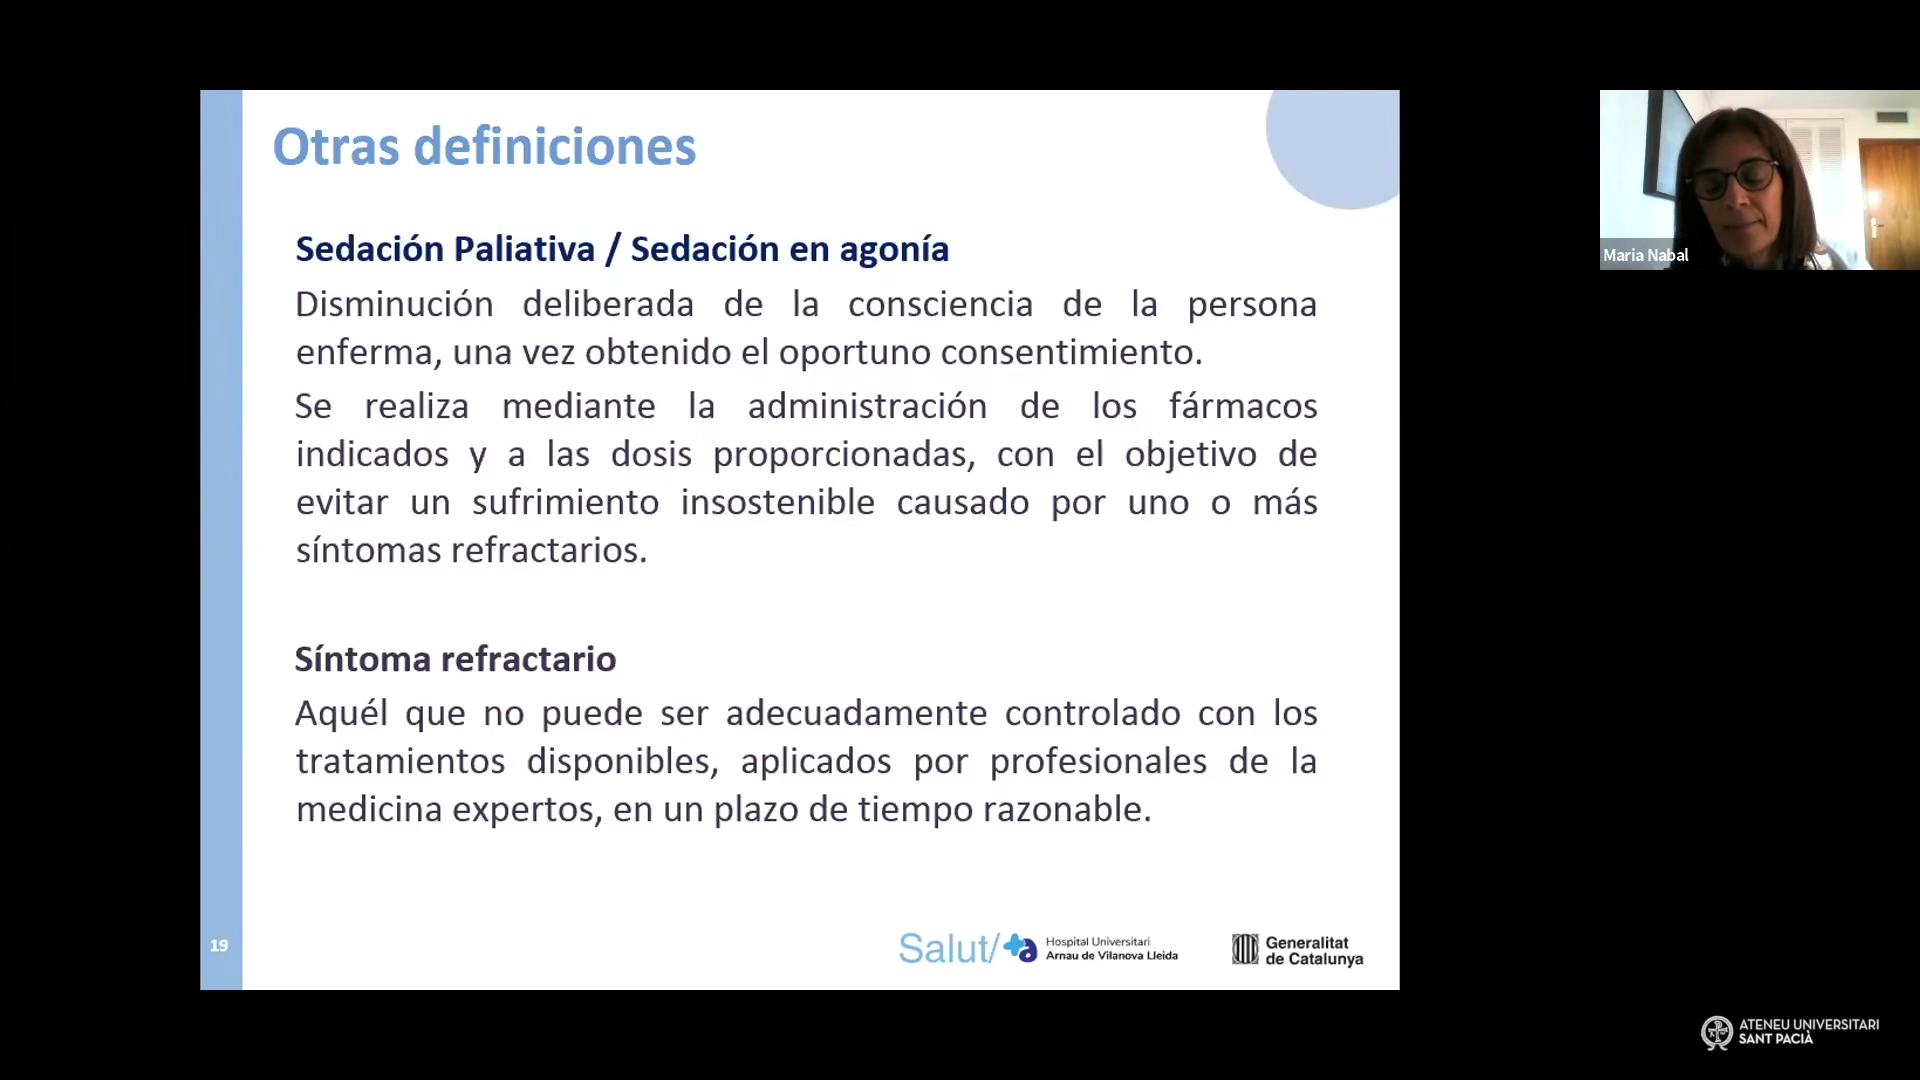 Otras definiciones
Sedación Paliativa / Sedación en agonía
Disminución deliberada de la consciencia de la persona
enferma, una vez obtenido el oportuno consentimiento.
Se realiza mediante la administración de los fármacos
indicados y a las dosis proporcionadas, con el objetivo de
evitar un sufrimiento insostenible causado por uno o más
síntomas refractarios.
Síntoma refractario
Aquél que no puede ser adecuadamente controlado con los
tratamientos disponibles, aplicados por profesionales de la
medicina expertos, en un plazo de tiempo razonable.
19
Salut/
Hospital Universitari
Arnau de Vilanova Lleida
Generalitat
de Catalunya
Maria Nabal
ATENEU UNIVERSITARI
SANT PACIÀ